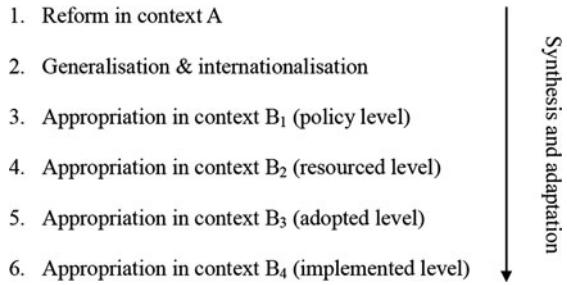 1. Reform in context A
2. Generalisation & internationalisation
3. Appropriation in context B₁ (policy level)
4. Appropriation in context B₂ (resourced level)
5. Appropriation in context B₃ (adopted level)
6. Appropriation in context B₄ (implemented level)
Synthesis and adaptation